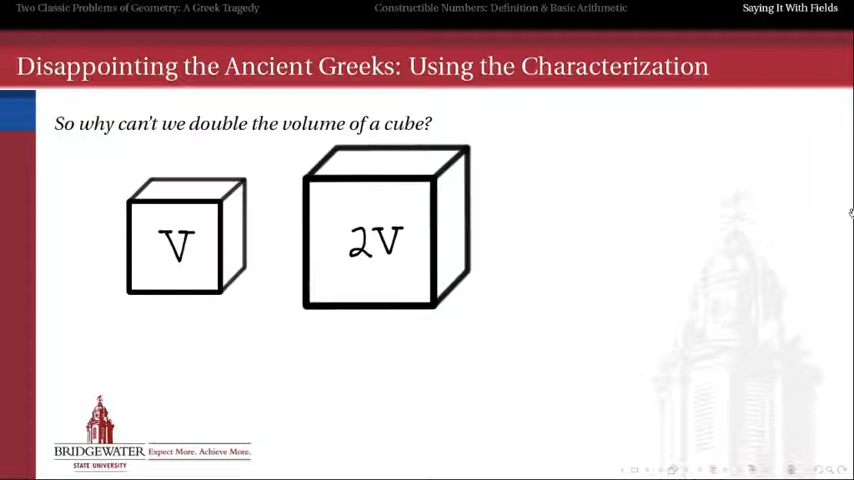 Two Classic Problems of Geometry: A Greek Tragedy
Constructible Numbers: Definition & Basic Arithmetic
Saying It With Fields
Disappointing the Ancient Greeks: Using the Characterization
So why can't we double the volume of a cube?
V
2V
BRIDGEWATER
STATE UNIVERSITY
Expect More. Achieve More.